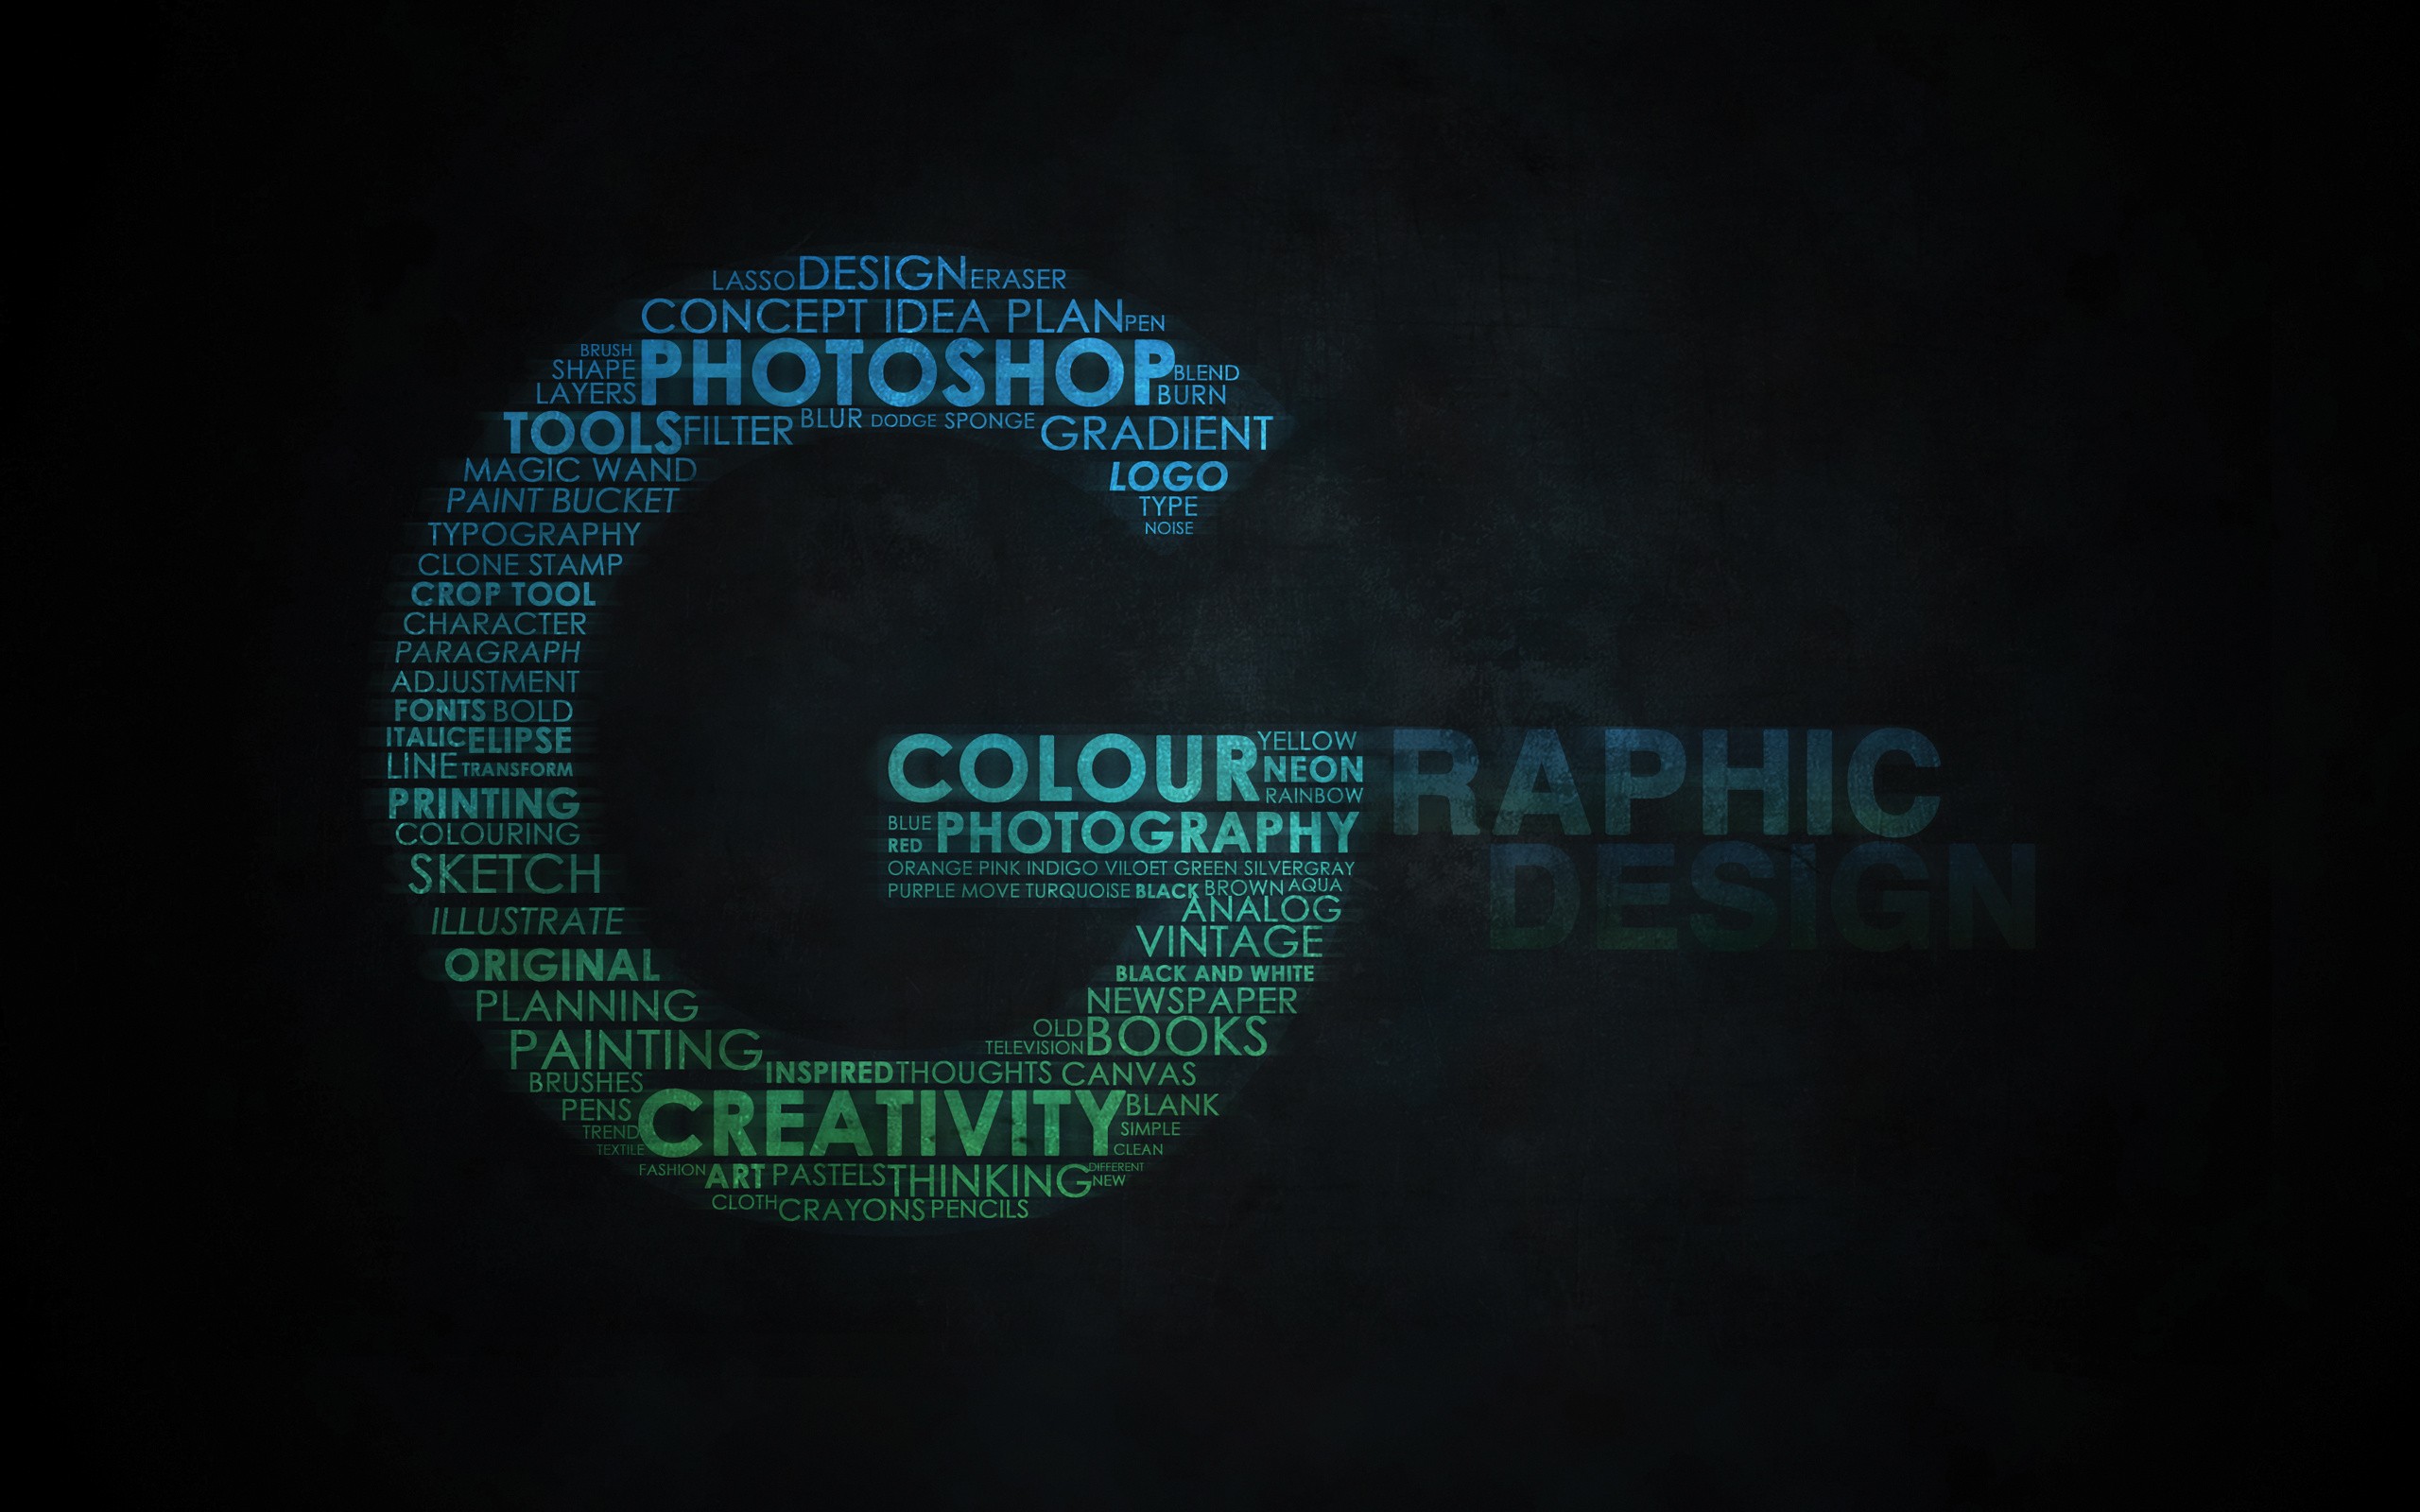 LASSO DESIGN ERASER
CONCEPT IDEA PLAN PEN
BRUSH
SHAPE
LAYERS
PHOTOSHOP
BLEND
BURN
TOOLS FILTER BLUR DODGE SPONGE GRADIENT
MAGIC WAND
LOGO
PAINT BUCKET
TYPE
TYPOGRAPHY
NOISE
CLONE STAMP
CROP TOOL
CHARACTER
PARAGRAPH
ADJUSTMENT
FONTS BOLD
ITALIC ELIPSE
LINE TRANSFORM
PRINTING
COLOURING
SKETCH
ILLUSTRATE
ORIGINAL
PLANNING
PAINTING
COLOUR
YELLOW
NEON
RAINBOW
RAPHIC
DESIGN
BLUE
RED
PHOTOGRAPHY
ORANGE PINK INDIGO VILOET GREEN SILVERGRAY
PURPLE MOVE TURQUOISE BLACK BROWN AQUA
ANALOG
VINTAGE
BLACK AND WHITE
NEWSPAPER
OLD
TELEVISION
BOOKS
INSPIRED THOUGHTS CANVAS
BRUSHES
PENS
TREND
TEXTILE
CREATIVITY
BLANK
SIMPLE
CLEAN
FASHION ART PASTELS THINKING
DIFFERENT
NEW
CLOTH CRAYONS PENCILS